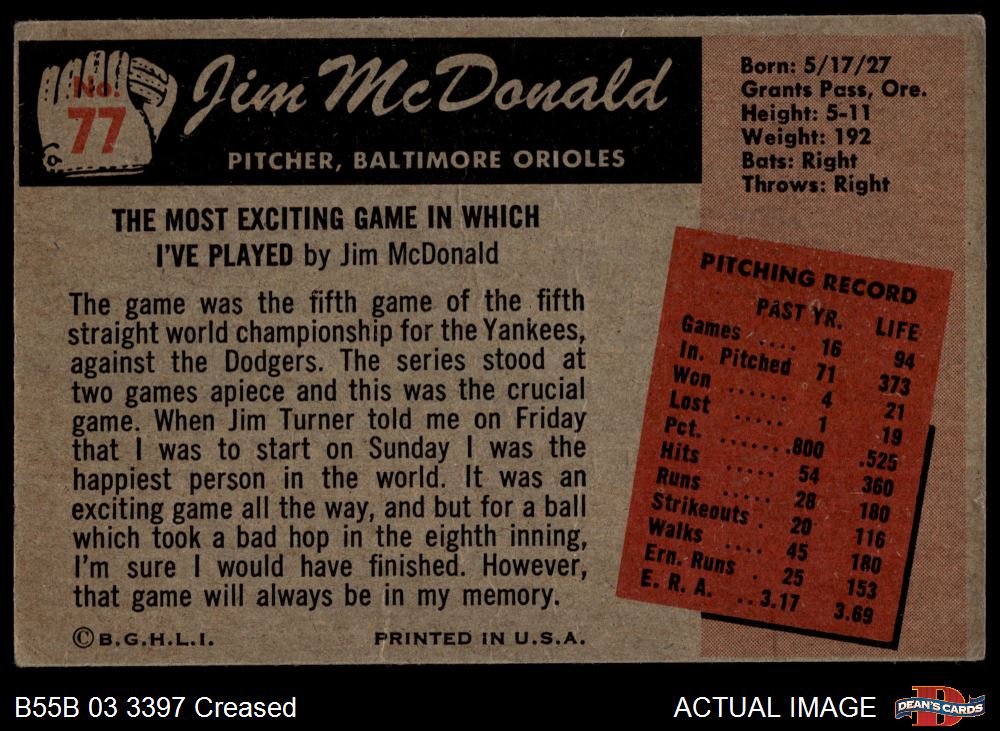 No.
77
Jim McDonald
PITCHER, BALTIMORE ORIOLES
Born: 5/17/27
Grants Pass, Ore.
Height: 5-11
Weight: 192
Bats: Right
Throws: Right
THE MOST EXCITING GAME IN WHICH
I'VE PLAYED by Jim McDonald
The game was the fifth game of the fifth
straight world championship for the Yankees,
against the Dodgers. The series stood at
two games apiece and this was the crucial
game. When Jim Turner told me on Friday
that I was to start on Sunday I was the
happiest person in the world. It was an
exciting game all the way, and but for a ball
which took a bad hop in the eighth inning,
I'm sure I would have finished. However,
that game will always be in my memory.
© B.G.H.L.I. PRINTED IN U.S.A.
PITCHING RECORD
PAST YR. LIFE
Games .... 16 94
In. Pitched 71 373
Won ...... 4 21
Lost ..... 1 19
Pct. .......800 .525
Hits ..... 54 360
Runs ..... 28 180
Strikeouts . 20 116
Walks .... 45 180
Ern. Runs . 25 153
E. R. A. ..3.17 3.69
B55B 03 3397 Creased
ACTUAL IMAGE
D
DEAN'S CARDS